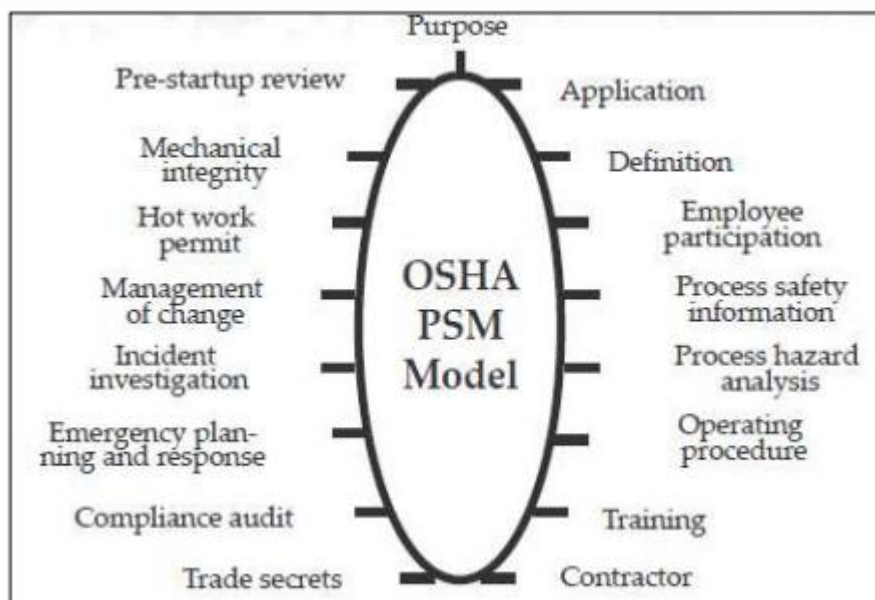 Purpose
Pre-startup review
Application
Mechanical
integrity
Definition
Hot work
permit
Employee
participation
OSHA
PSM
Model
Management
of change
Process safety
information
Incident
investigation
Process hazard
analysis
Emergency plan-
ning and response
Operating
procedure
Compliance audit
Training
Trade secrets
Contractor